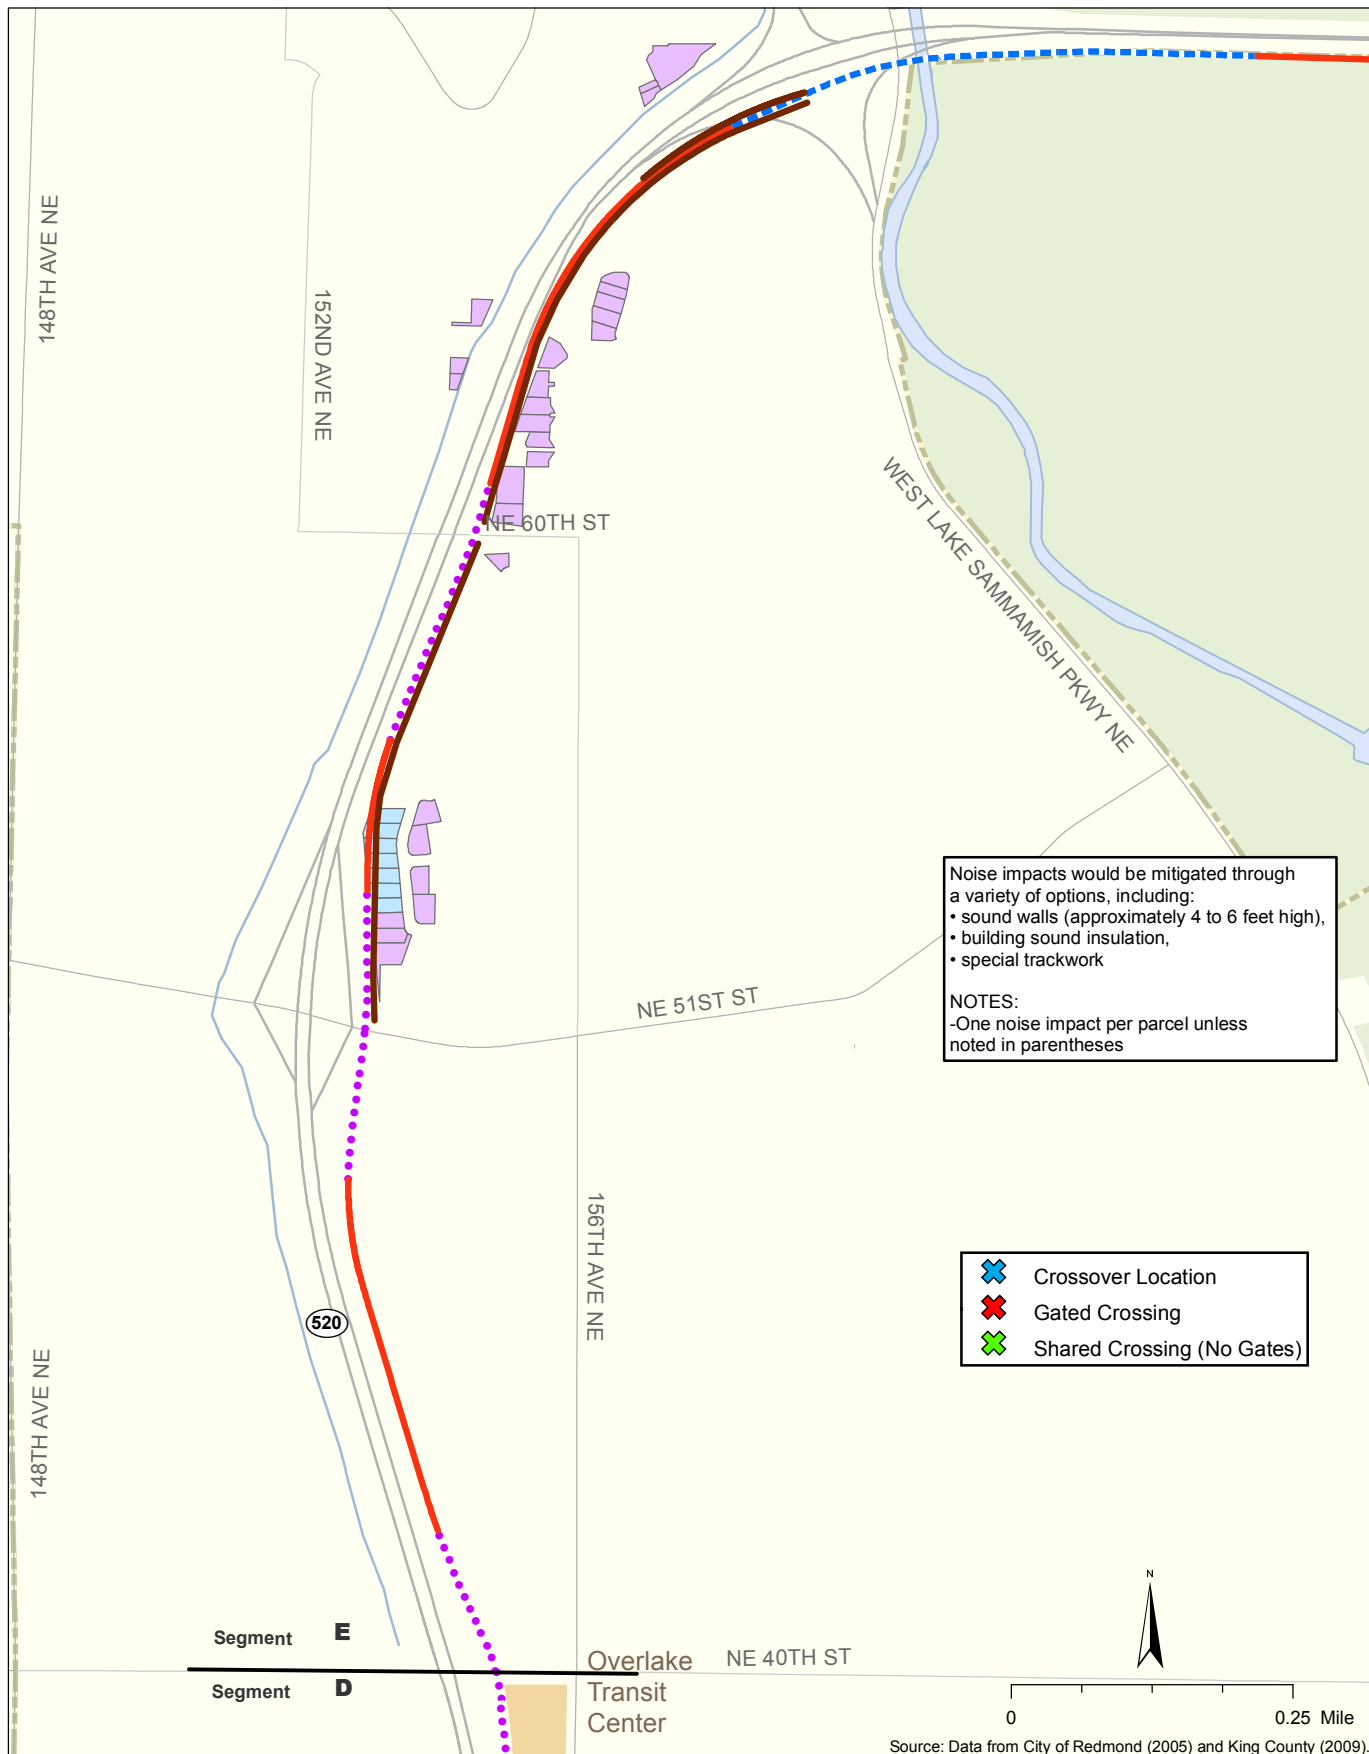 148TH AVE NE
152ND AVE NE
NE 60TH ST
WEST LAKE SAMMAMISH PKWY NE
Noise impacts would be mitigated through
a variety of options, including:
• sound walls (approximately 4 to 6 feet high),
• building sound insulation,
• special trackwork
NOTES:
-One noise impact per parcel unless
noted in parentheses
NE 51ST ST
156TH AVE NE
Crossover Location
Gated Crossing
Shared Crossing (No Gates)
520
148TH AVE NE
N
Segment E
Segment D
Overlake
Transit
Center
NE 40TH ST
0 0.25 Mile
Source: Data from City of Redmond (2005) and King County (2009).